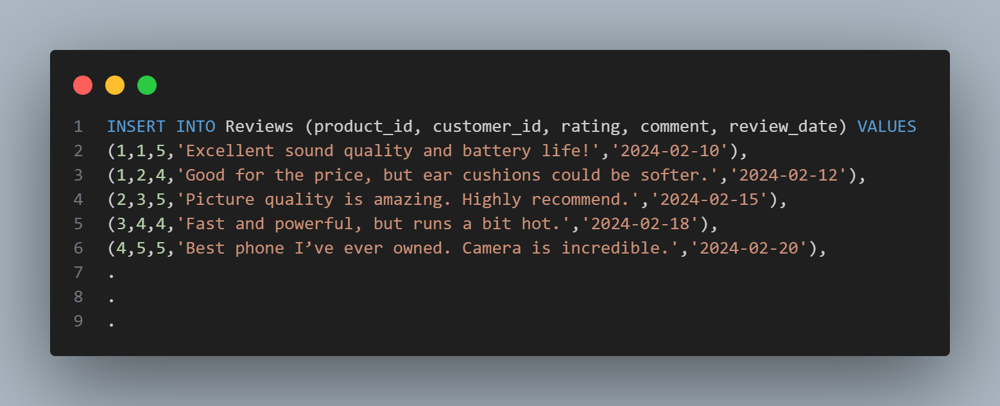 1 INSERT INTO Reviews (product_id, customer_id, rating, comment, review_date) VALUES
2 (1,1,5,'Excellent sound quality and battery life!','2024-02-10'),
3 (1,2,4,'Good for the price, but ear cushions could be softer.','2024-02-12'),
4 (2,3,5,'Picture quality is amazing. Highly recommend.','2024-02-15'),
5 (3,4,4,'Fast and powerful, but runs a bit hot.','2024-02-18'),
6 (4,5,5,'Best phone I’ve ever owned. Camera is incredible.','2024-02-20'),
7 .
8 .
9 .